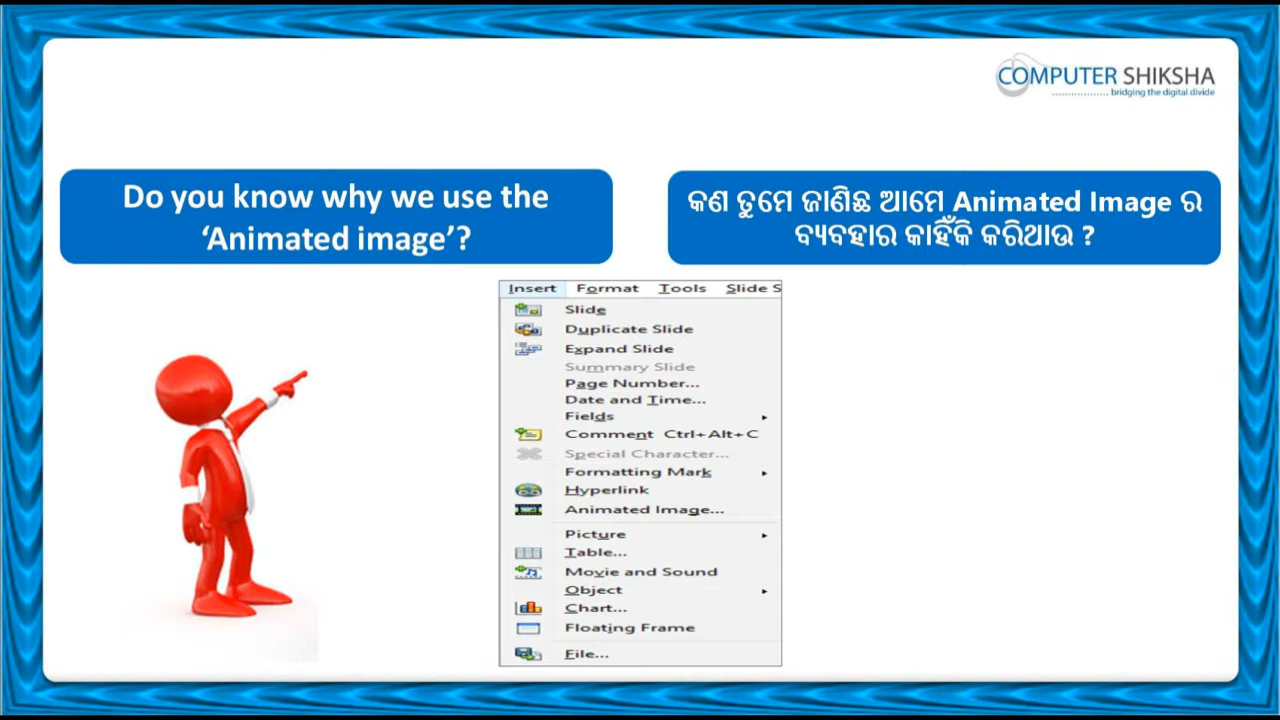 COMPUTER SHIKSHA
bridging the digital divide
Do you know why we use the
‘Animated image’?
କଣ ତୁମେ ଜାଣିଛ ଆମେ Animated Image ର
ବ୍ୟବହାର କାହିଁକି କରିଥାଉ ?
Insert Format Tools Slide S
Slide
Duplicate Slide
Expand Slide
Summary Slide
Page Number...
Date and Time...
Fields
Comment Ctrl+Alt+C
Special Character...
Formatting Mark
Hyperlink
Animated Image...
Picture
Table...
Movie and Sound
Object
Chart...
Floating Frame
File...